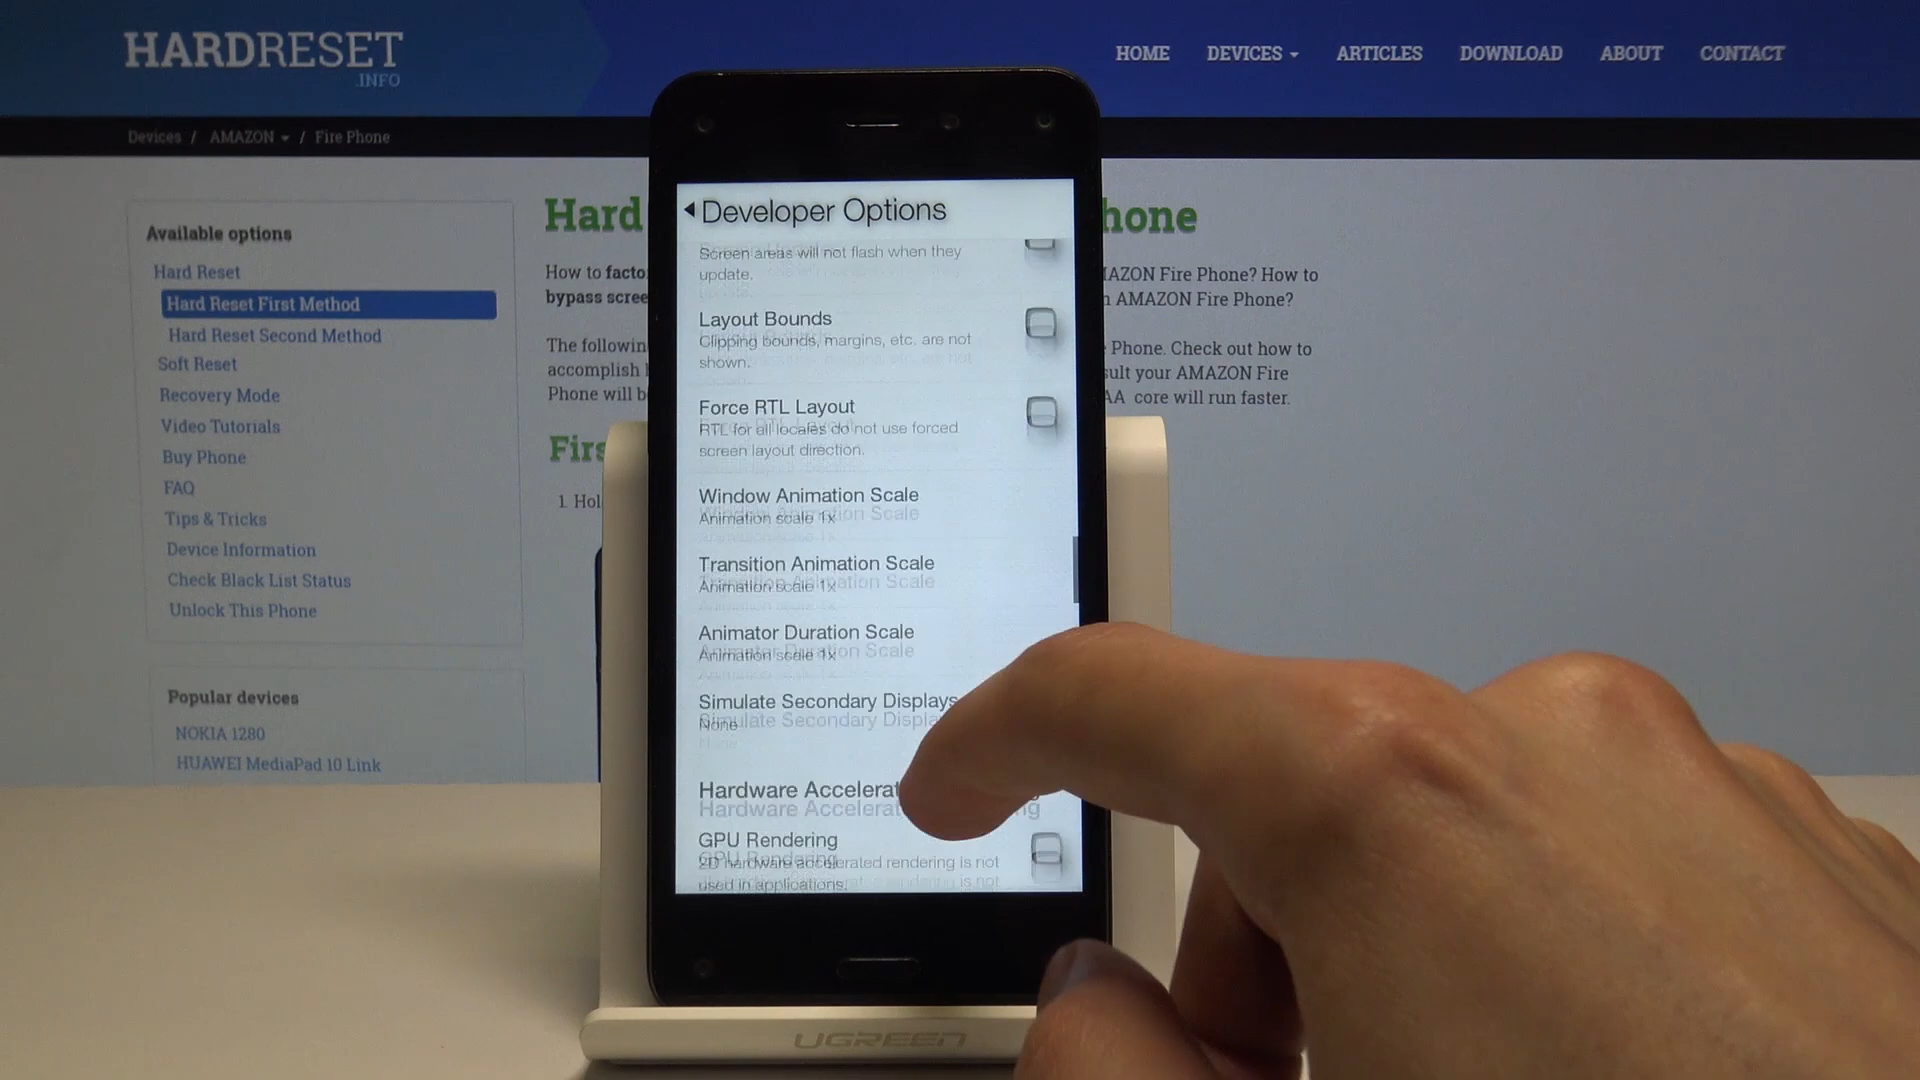 HARDRESET
.INFO
HOME DEVICES ARTICLES DOWNLOAD ABOUT CONTACT
Devices / AMAZON / Fire Phone
Available options
Hard Reset
Hard Reset First Method
Hard Reset Second Method
Soft Reset
Recovery Mode
Video Tutorials
Buy Phone
FAQ
Tips & Tricks
Device Information
Check Black List Status
Unlock This Phone
Popular devices
NOKIA 1280
HUAWEI MediaPad 10 Link
Hard
hone
How to facto
bypass scree
AZON Fire Phone? How to
AMAZON Fire Phone?
The followin
accomplish
Phone will b
Phone. Check out how to
sult your AMAZON Fire
AA core will run faster.
Firs
1. Hol
Developer Options
Screen areas will not flash when they
update.
Layout Bounds
Clipping bounds, margins, etc. are not
shown.
Force RTL Layout
RTL for all locales do not use forced
screen layout direction.
Window Animation Scale
Animation scale 1x
Transition Animation Scale
Animation scale 1x
Animator Duration Scale
Animation scale 1x
Simulate Secondary Displays
None
Hardware Accelerat
GPU Rendering
2D hardware accelerated rendering is not
used in applications.
UGREEN